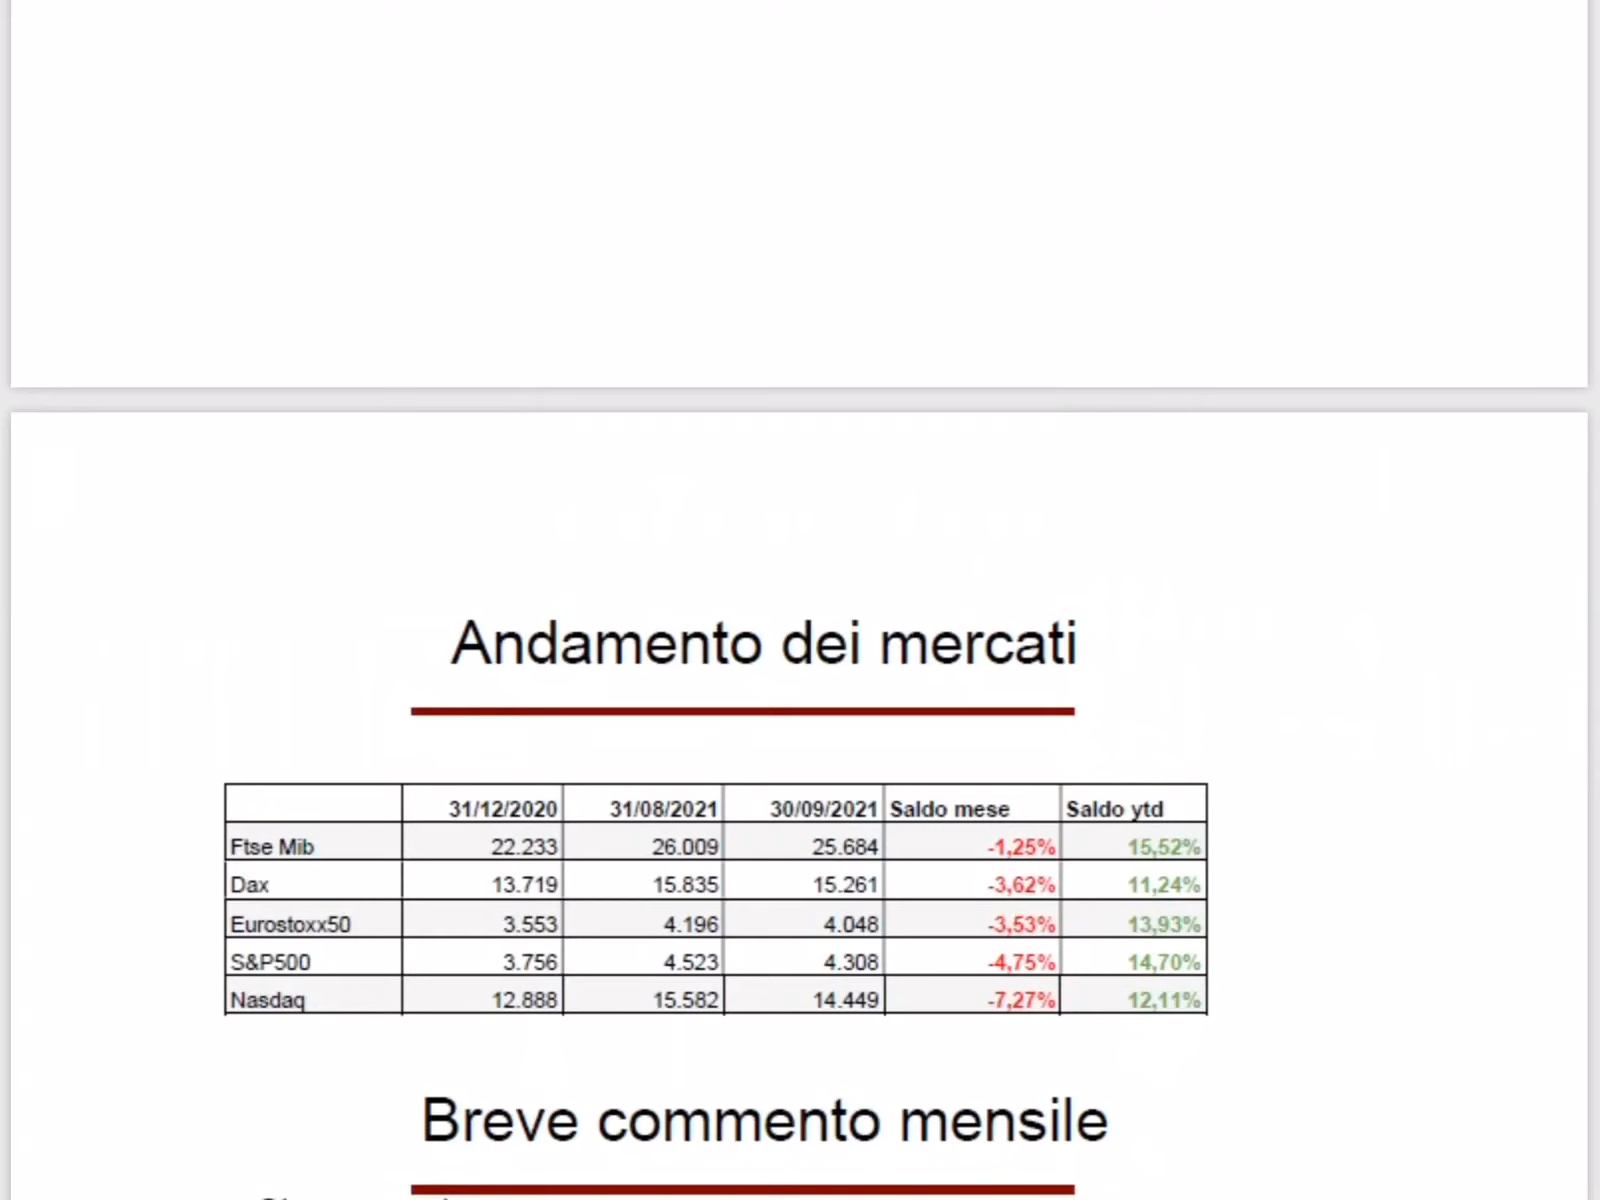 Andamento dei mercati
31/12/2020 31/08/2021 30/09/2021 Saldo mese Saldo ytd
Ftse Mib 22.233 26.009 25.684 -1,25% 15,52%
Dax 13.719 15.835 15.261 -3,62% 11,24%
Eurostoxx50 3.553 4.196 4.048 -3,53% 13,93%
S&P500 3.756 4.523 4.308 -4,75% 14,70%
Nasdaq 12.888 15.582 14.449 -7,27% 12,11%
Breve commento mensile